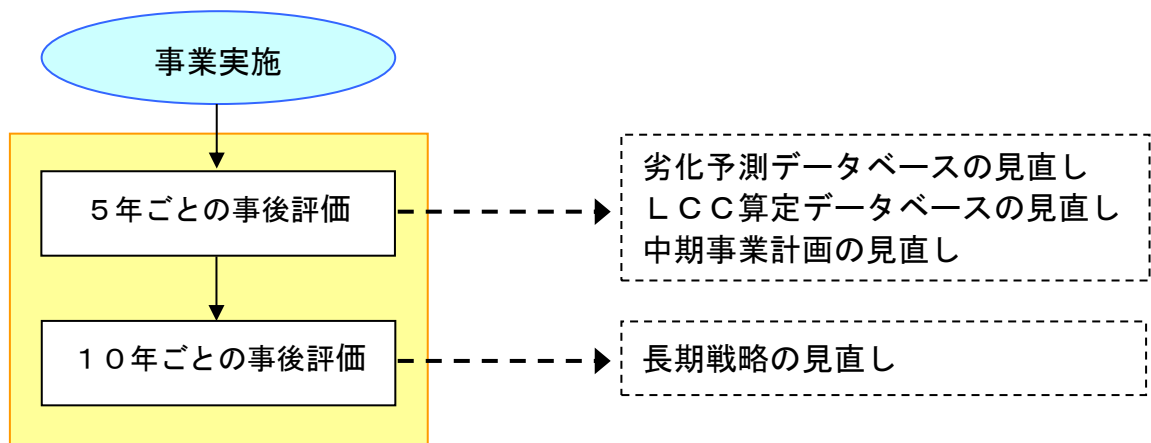 事業実施
５年ごとの事後評価
劣化予測データベースの見直し
ＬＣＣ算定データベースの見直し
中期事業計画の見直し
１０年ごとの事後評価
長期戦略の見直し